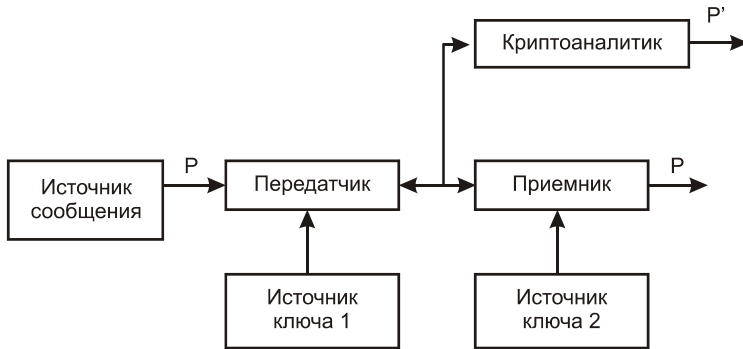 P’
Криптоаналитик
P
Передатчик
Приемник
P
Источник
сообщения
Источник
ключа 1
Источник
ключа 2